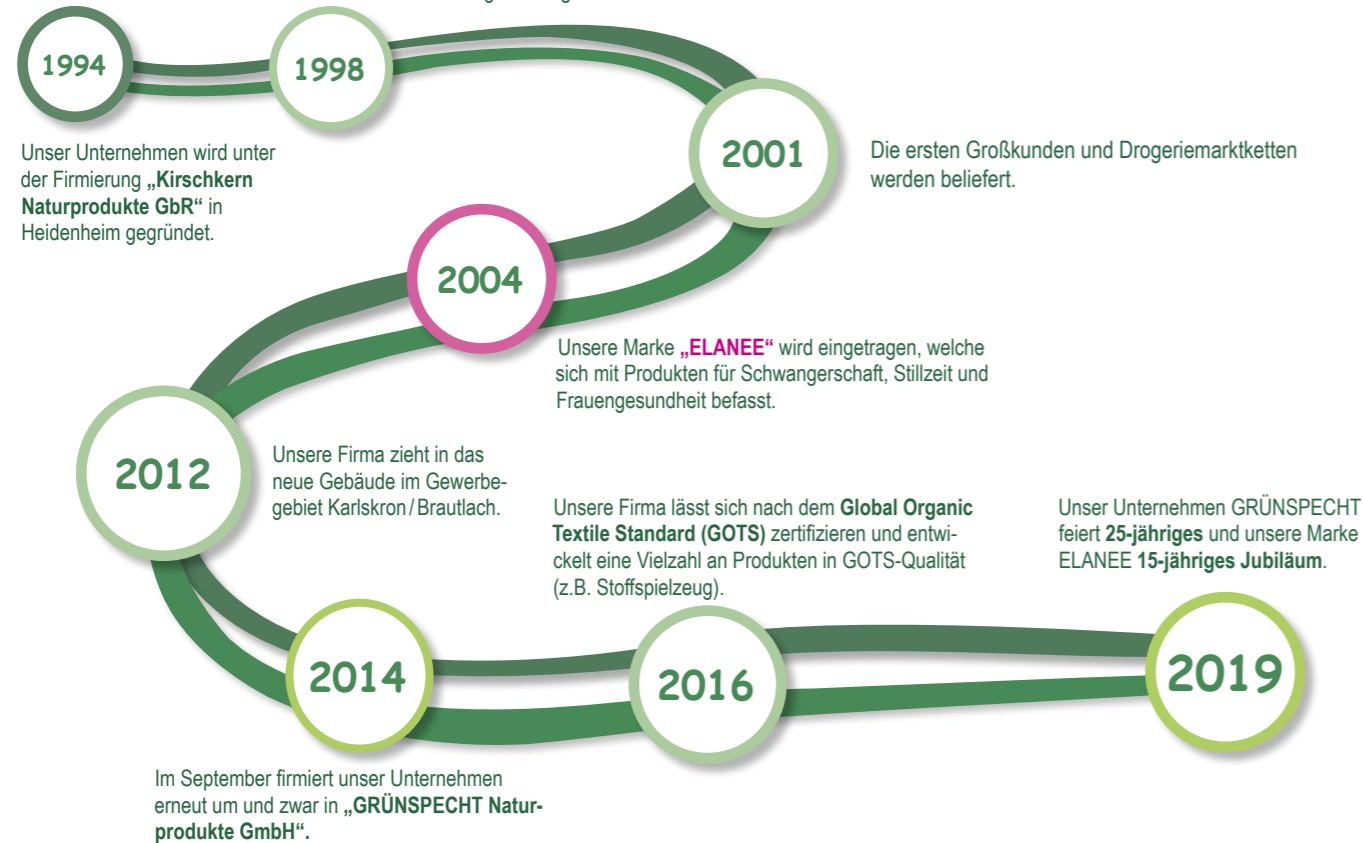 1994
1998
Unser Unternehmen wird unter
der Firmierung „Kirschkern
Naturprodukte GbR“ in
Heidenheim gegründet.
2001
Die ersten Großkunden und Drogeriemarktketten
werden beliefert.
2004
Unsere Marke „ELANEE“ wird eingetragen, welche
sich mit Produkten für Schwangerschaft, Stillzeit und
Frauengesundheit befasst.
2012
Unsere Firma zieht in das
neue Gebäude im Gewerbe-
gebiet Karlskron/Brautlach.
2014
Im September firmiert unser Unternehmen
erneut um und zwar in „GRÜNSPECHT Natur-
produkte GmbH“.
Unsere Firma lässt sich nach dem Global Organic
Textile Standard (GOTS) zertifizieren und entwi-
ckelt eine Vielzahl an Produkten in GOTS-Qualität
(z.B. Stoffspielzeug).
2016
Unser Unternehmen GRÜNSPECHT
feiert 25-jähriges und unsere Marke
ELANEE 15-jähriges Jubiläum.
2019